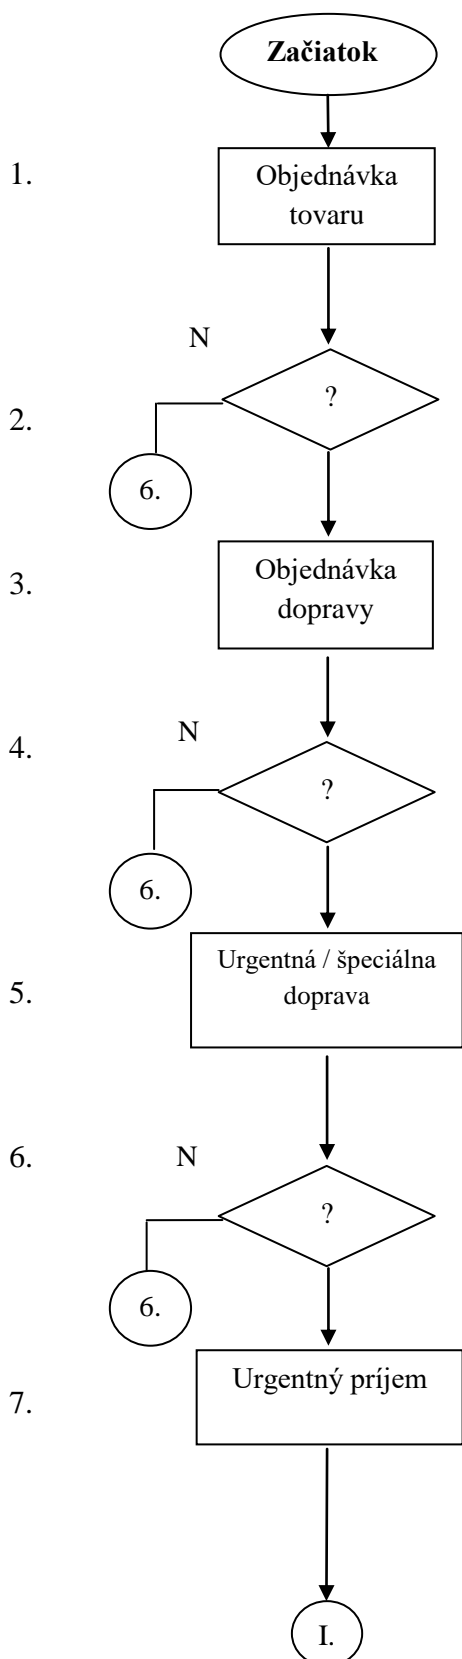 Začiatok
1.
Objednávka
tovaru
N
?
2.
6.
3.
Objednávka
dopravy
4.
N
?
6.
5.
Urgentná / špeciálna
doprava
6.
N
?
6.
7.
Urgentný príjem
I.